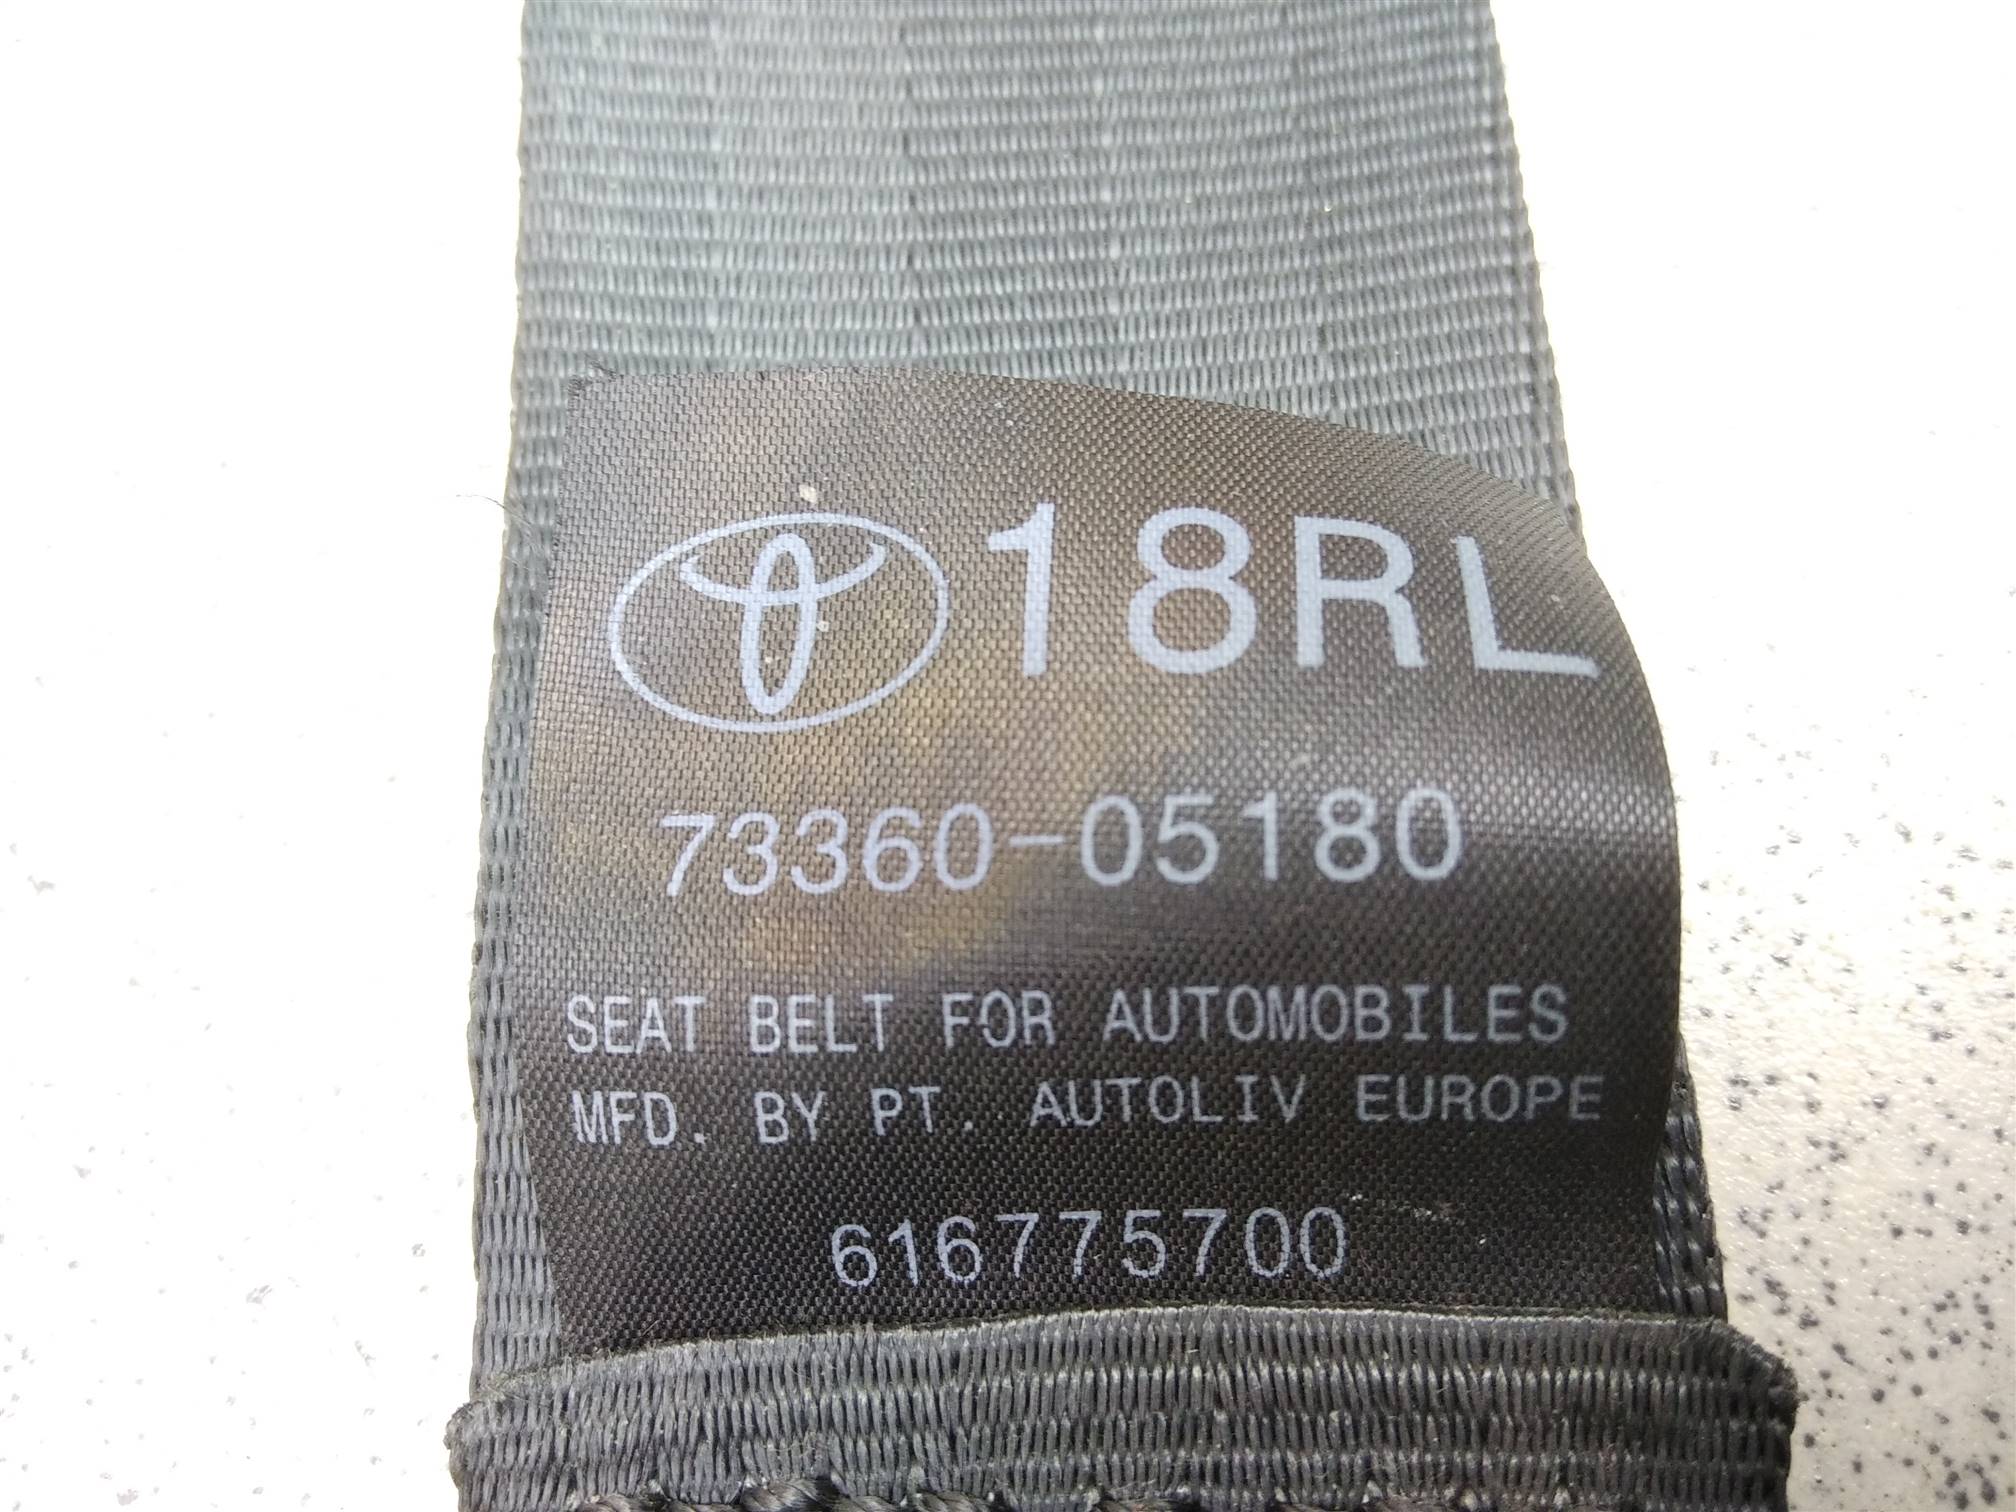 18RL
73360-05180
SEAT BELT FOR AUTOMOBILES
MFD. BY PT. AUTOLIV EUROPE
616775700